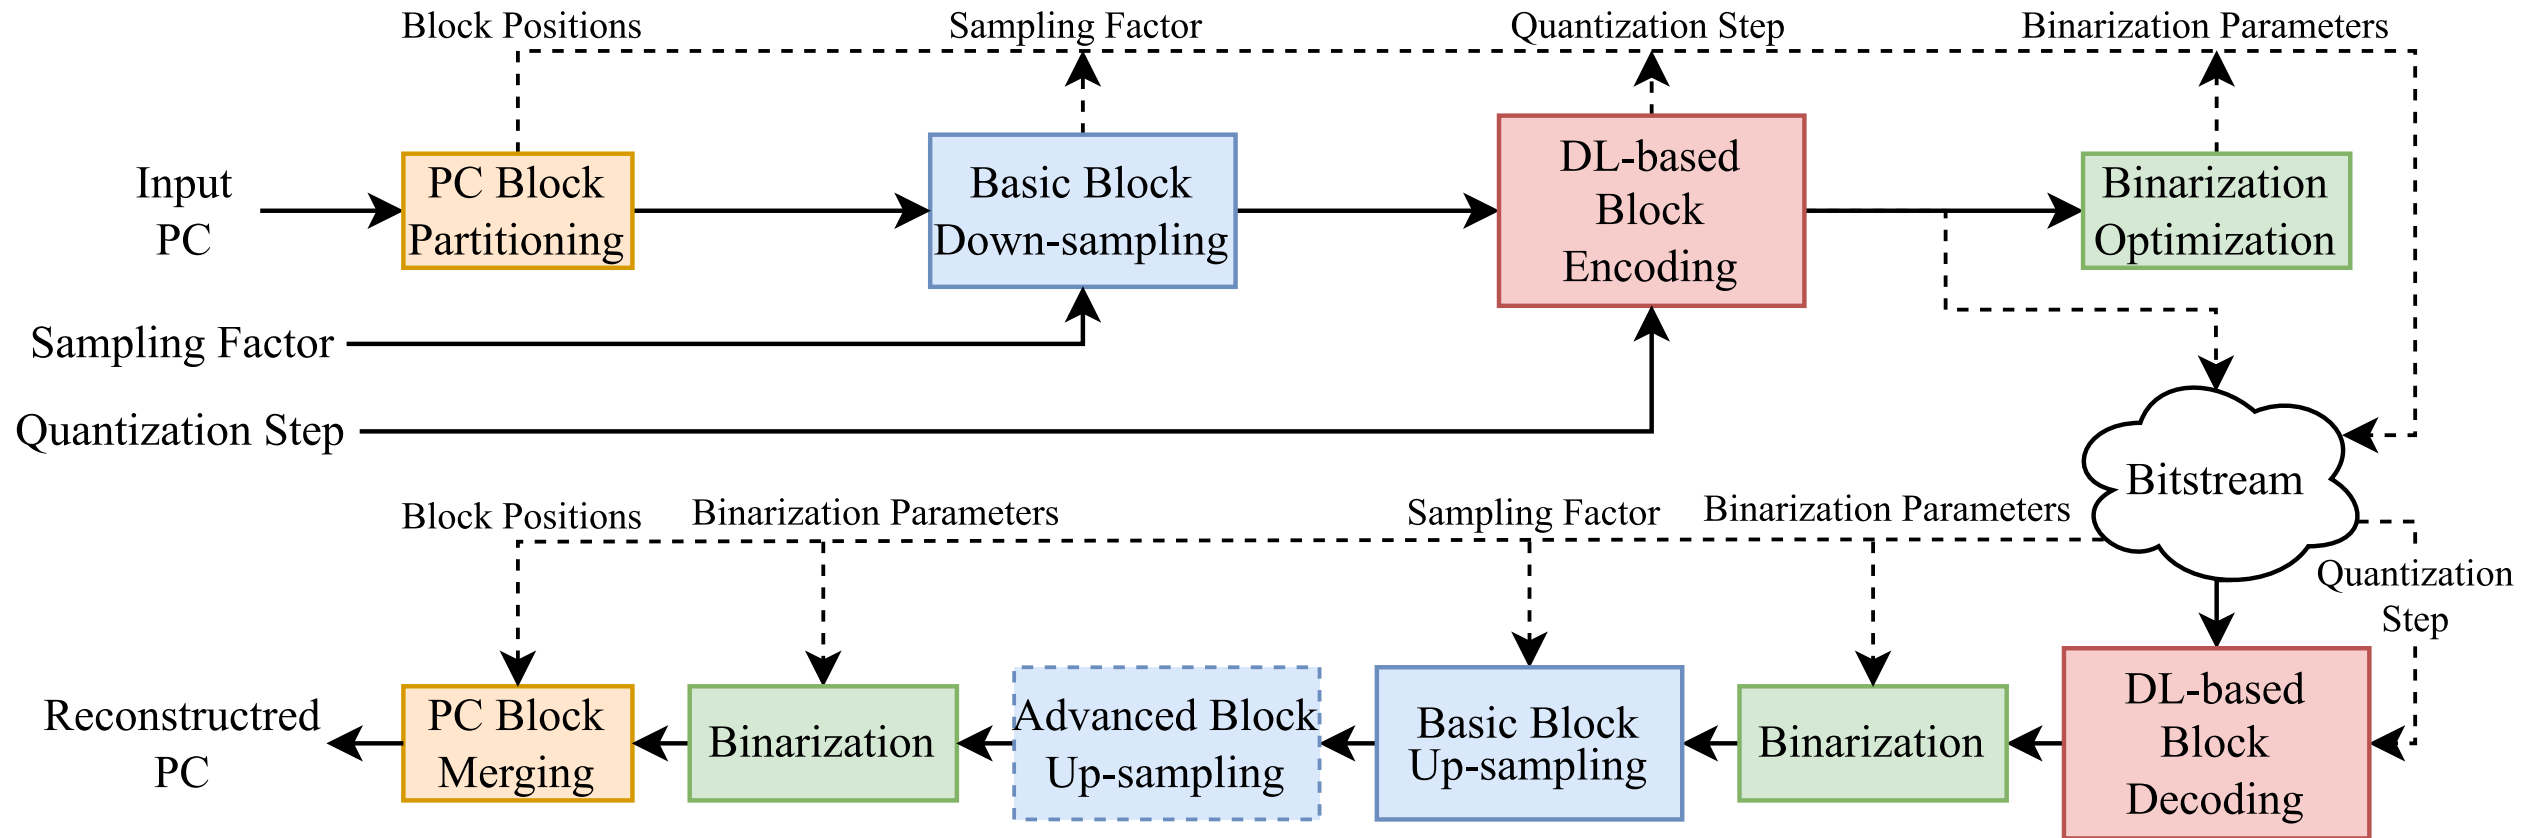 Block Positions
Sampling Factor
Quantization Step
Binarization Parameters
Input
PC
PC Block
Partitioning
Basic Block
Down-sampling
DL-based
Block
Encoding
Binarization
Optimization
Sampling Factor
Quantization Step
Bitstream
Block Positions
Binarization Parameters
Sampling Factor
Binarization Parameters
Quantization
Step
Reconstructred
PC
PC Block
Merging
Binarization
Advanced Block
Up-sampling
Basic Block
Up-sampling
Binarization
DL-based
Block
Decoding